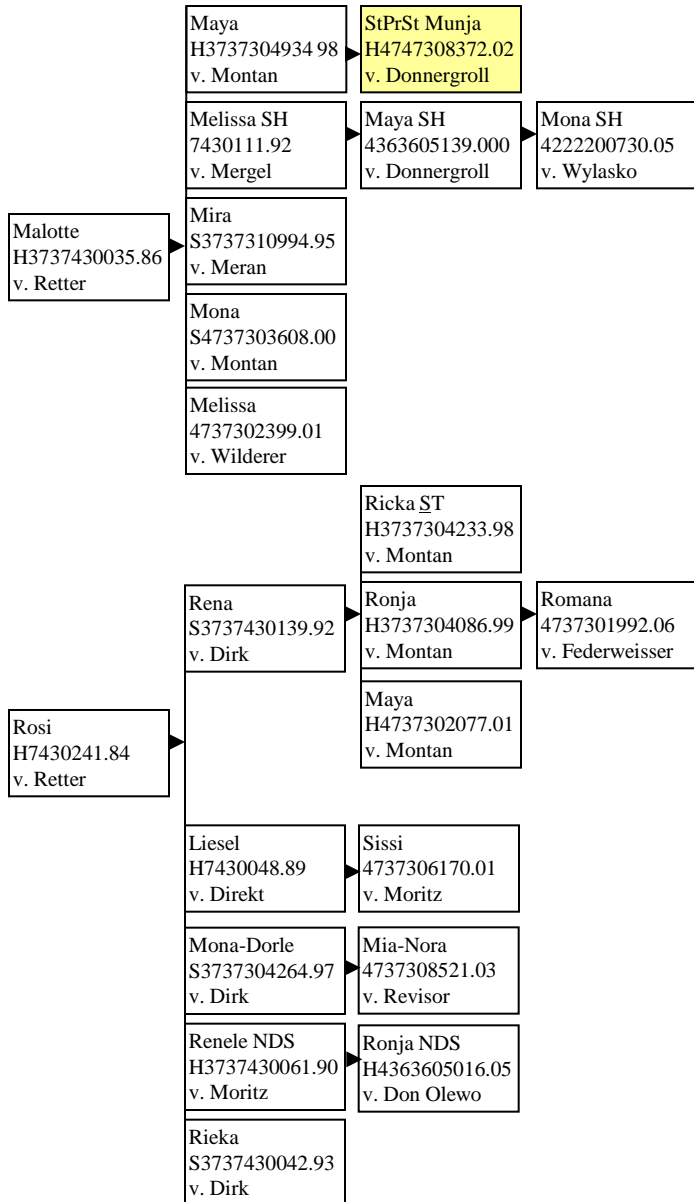 Maya
H3737304934 98
v. Montan
StPrSt Munja
H4747308372.02
v. Donnergroll
Melissa SH
7430111.92
v. Mergel
Maya SH
4363605139.000
v. Donnergroll
Mona SH
4222200730.05
v. Wylasko
Malotte
H3737430035.86
v. Retter
Mira
S3737310994.95
v. Meran
Mona
S4737303608.00
v. Montan
Melissa
4737302399.01
v. Wilderer
Ricka ST
H3737304233.98
v. Montan
Rena
S3737430139.92
v. Dirk
Ronja
H3737304086.99
v. Montan
Romana
4737301992.06
v. Federweisser
Maya
H4737302077.01
v. Montan
Rosi
H7430241.84
v. Retter
Liesel
H7430048.89
v. Direkt
Sissi
4737306170.01
v. Moritz
Mona-Dorle
S3737304264.97
v. Dirk
Mia-Nora
4737308521.03
v. Revisor
Renele NDS
H3737430061.90
v. Moritz
Ronja NDS
H4363605016.05
v. Don Olewo
Rieka
S3737430042.93
v. Dirk